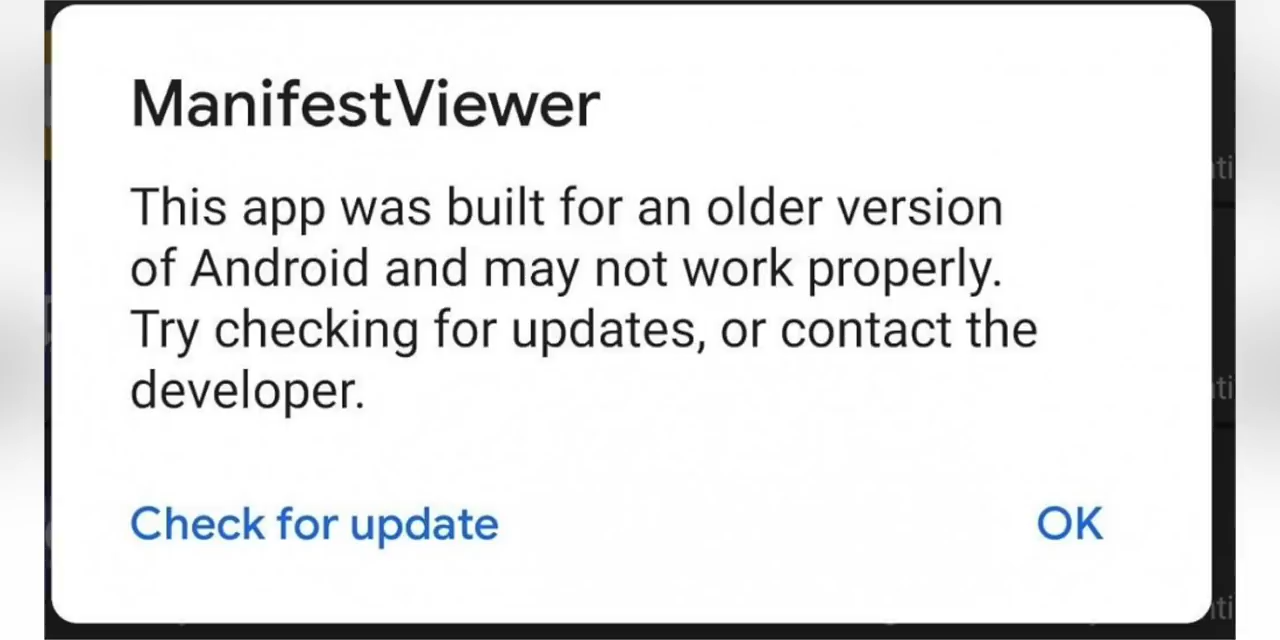 ManifestViewer
This app was built for an older version
of Android and may not work properly.
Try checking for updates, or contact the
developer.
Check for update
OK